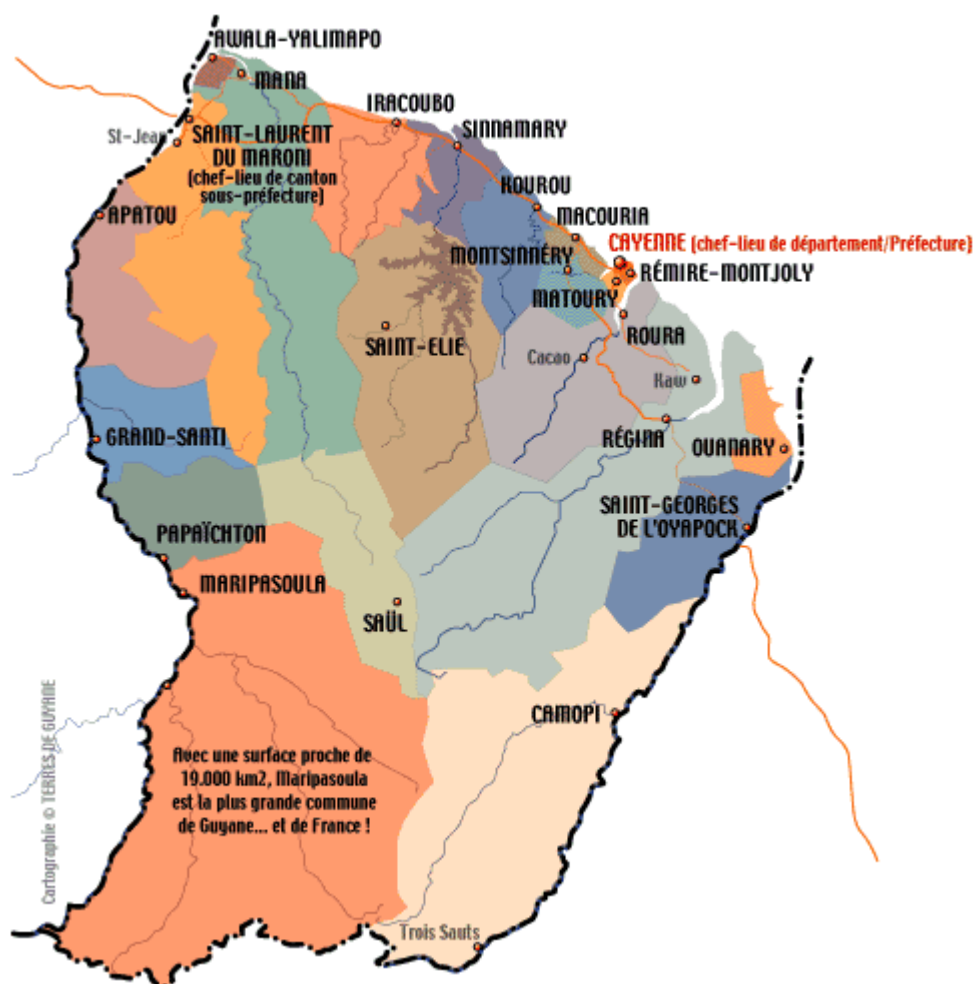 AWALA-YALIMAPO
MANA
IRACOUBO
SINNAMARY
St-Jean
SAINT-LAURENT
DU MARONI
(chef-lieu de canton
sous-préfecture)
KOUROU
APATOU
MACOURIA
CAYENNE (chef-lieu de département/Préfecture)
MONTSINNÉRY
RÉMIRE-MONTJOLY
MATOURY
ROURA
SAINT-ELIE
Cacao
Kaw
GRAND-SANTI
RÉGINA
OUANARY
SAINT-GEORGES
DE L'OYAPOCK
PAPAÏCHTON
MARIPASOULA
SAÜL
CAMOPI
Avec une surface proche de
19.000 km2, Maripasoula
est la plus grande commune
de Guyane... et de France !
Cartographie © TERRES DE GUYANE
Trois Sauts